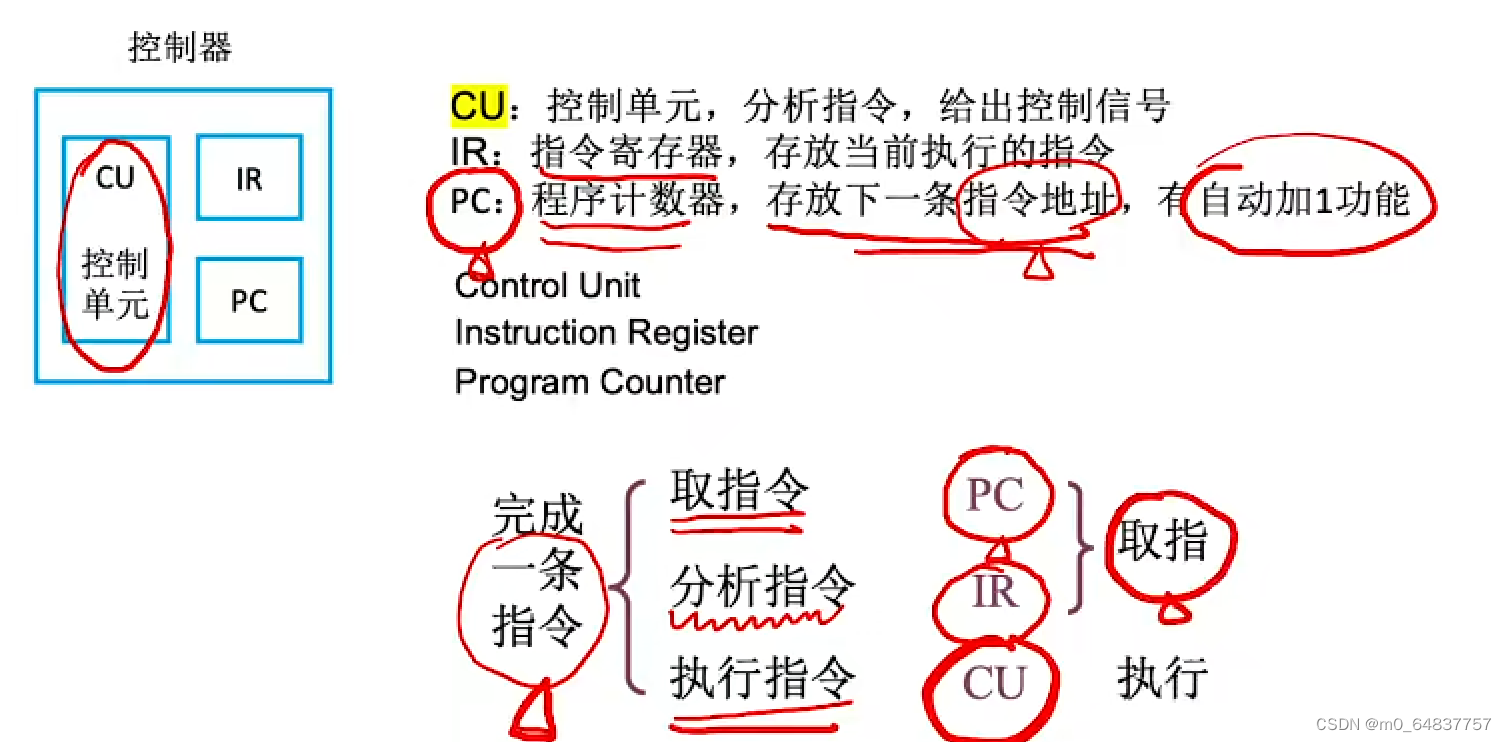 控制器
CU
控制
单元
IR
PC
CU：控制单元，分析指令，给出控制信号
IR：指令寄存器，存放当前执行的指令
PC：程序计数器，存放下一条指令地址，有自动加1功能
Control Unit
Instruction Register
Program Counter
完成
一条
指令
取指令
分析指令
执行指令
PC
IR
CU
取指
执行
CSDN @m0_64837757